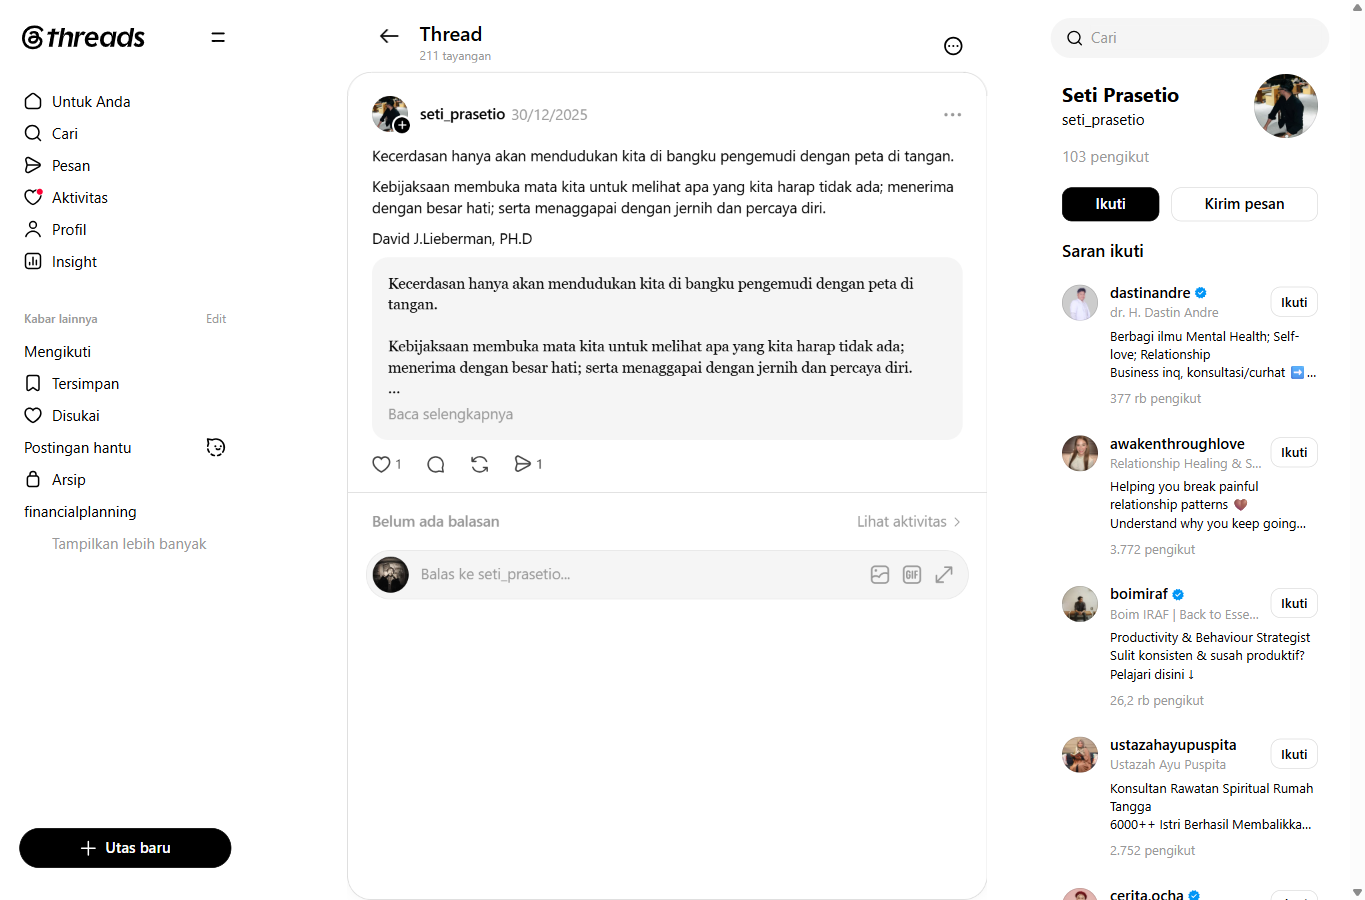 threads
Untuk Anda
Cari
Pesan
Aktivitas
Profil
Insight
Kabar lainnya
Edit
Mengikuti
Tersimpan
Disukai
Postingan hantu
Arsip
financialplanning
Tampilkan lebih banyak
Utas baru
Thread
211 tayangan
seti_prasetio 30/12/2025
Kecerdasan hanya akan mendudukan kita di bangku pengemudi dengan peta di tangan.
Kebijaksaan membuka mata kita untuk melihat apa yang kita harap tidak ada; menerima
dengan besar hati; serta menaggapai dengan jernih dan percaya diri.
David J.Lieberman, PH.D
Kecerdasan hanya akan mendudukan kita di bangku pengemudi dengan peta di
tangan.
Kebijaksaan membuka mata kita untuk melihat apa yang kita harap tidak ada;
menerima dengan besar hati; serta menaggapai dengan jernih dan percaya diri.
...
Baca selengkapnya
1
1
Belum ada balasan
Lihat aktivitas
Balas ke seti_prasetio...
GIF
Cari
Seti Prasetio
seti_prasetio
103 pengikut
Ikuti
Kirim pesan
Saran ikuti
dastinandre
Ikuti
dr. H. Dastin Andre
Berbagi ilmu Mental Health; Self-
love; Relationship
Business inq, konsultasi/curhat ➡️ ...
377 rb pengikut
awakenthroughlove
Ikuti
Relationship Healing & S...
Helping you break painful
relationship patterns
Understand why you keep going...
3.772 pengikut
boimiraf
Ikuti
Boim IRAF | Back to Esse...
Productivity & Behaviour Strategist
Sulit konsisten & susah produktif?
Pelajari disini ↓
26,2 rb pengikut
ustazahayupuspita
Ikuti
Ustazah Ayu Puspita
Konsultan Rawatan Spiritual Rumah
Tangga
6000++ Istri Berhasil Membalikka...
2.752 pengikut
cerita.ocha